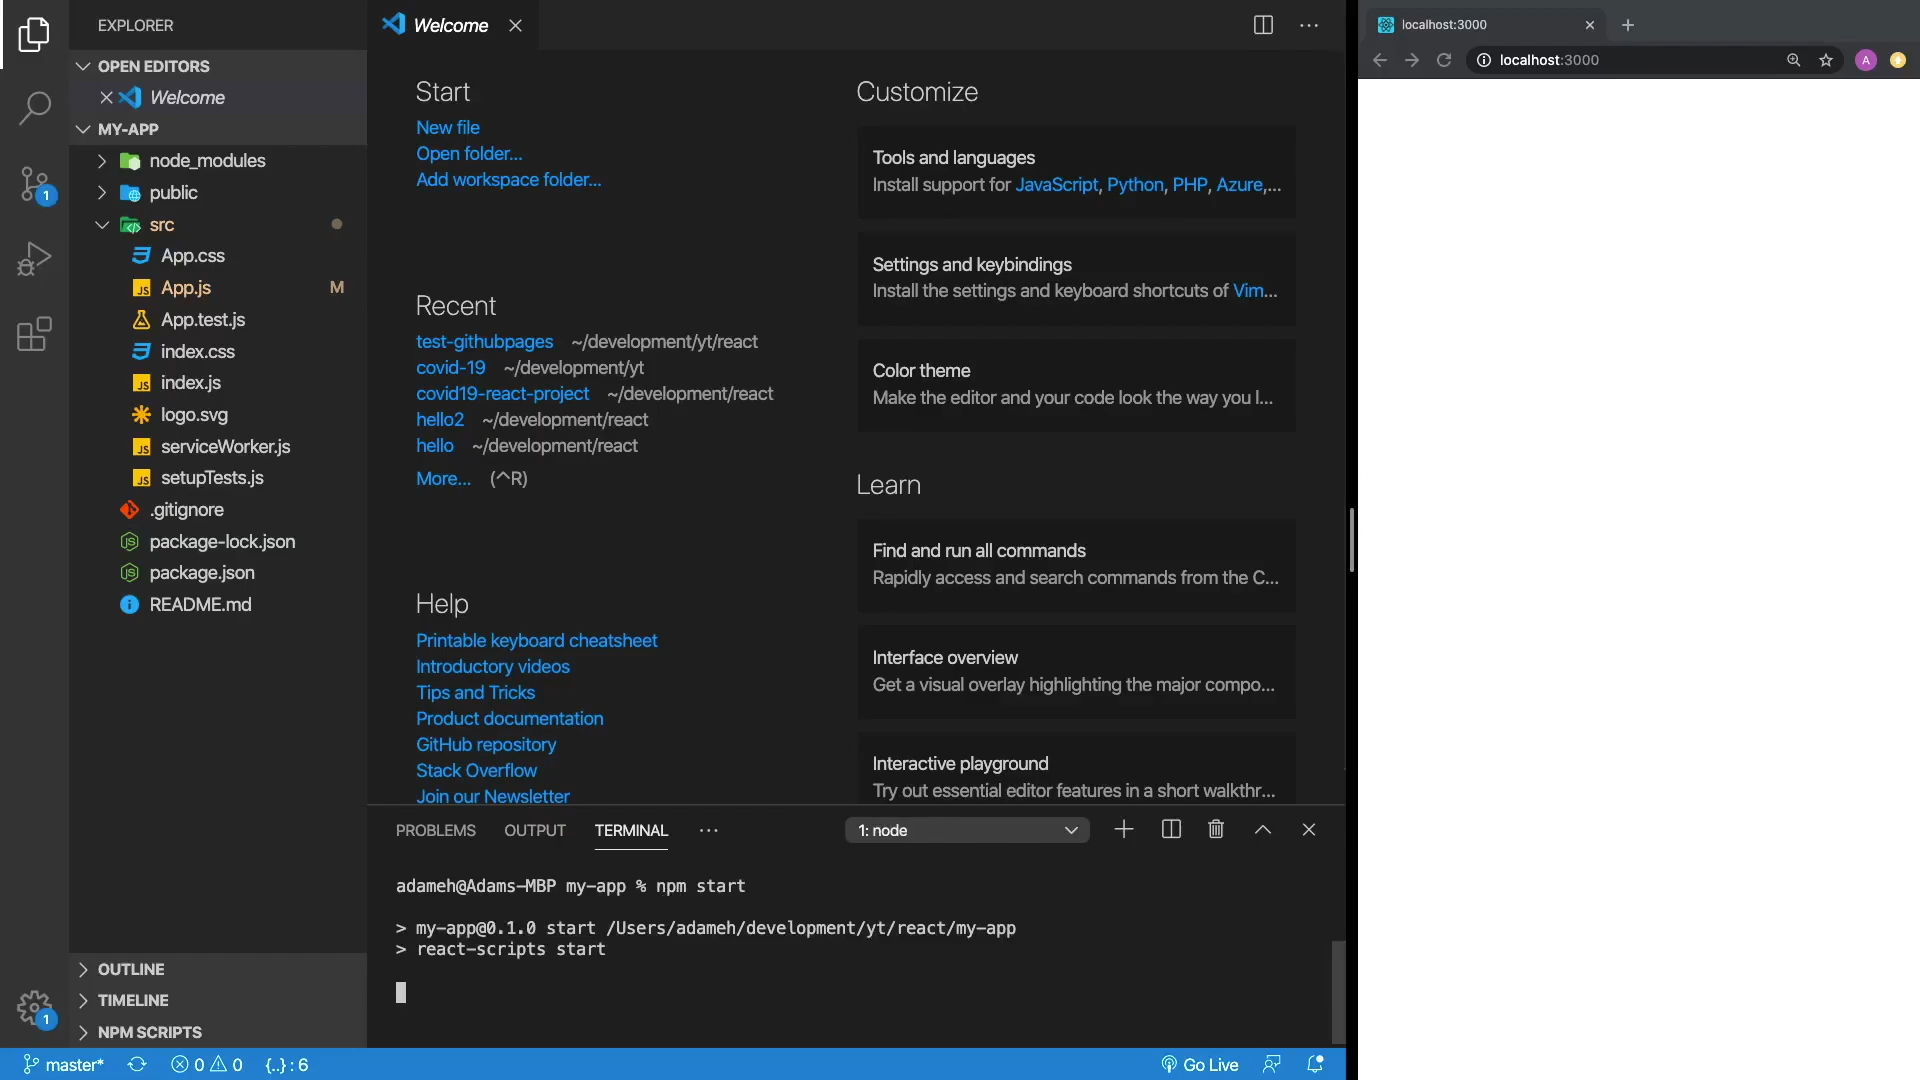 EXPLORER
OPEN EDITORS
Welcome
MY-APP
node_modules
public
src
App.css
App.js M
App.test.js
index.css
index.js
logo.svg
serviceWorker.js
setupTests.js
.gitignore
package-lock.json
package.json
README.md
OUTLINE
TIMELINE
NPM SCRIPTS
1
1
Welcome
Start
New file
Open folder...
Add workspace folder...
Recent
test-githubpages ~/development/yt/react
covid-19 ~/development/yt
covid19-react-project ~/development/react
hello2 ~/development/react
hello ~/development/react
More... (^R)
Help
Printable keyboard cheatsheet
Introductory videos
Tips and Tricks
Product documentation
GitHub repository
Stack Overflow
Join our Newsletter
Customize
Tools and languages
Install support for JavaScript, Python, PHP, Azure,...
Settings and keybindings
Install the settings and keyboard shortcuts of Vim...
Color theme
Make the editor and your code look the way you l...
Learn
Find and run all commands
Rapidly access and search commands from the C...
Interface overview
Get a visual overlay highlighting the major compo...
Interactive playground
Try out essential editor features in a short walkthr...
PROBLEMS OUTPUT TERMINAL ··· 1: node
adameh@Adams-MBP my-app % npm start
> my-app@0.1.0 start /Users/adameh/development/yt/react/my-app
> react-scripts start
master* 0 0 {..} : 6 Go Live
localhost:3000
localhost:3000 A